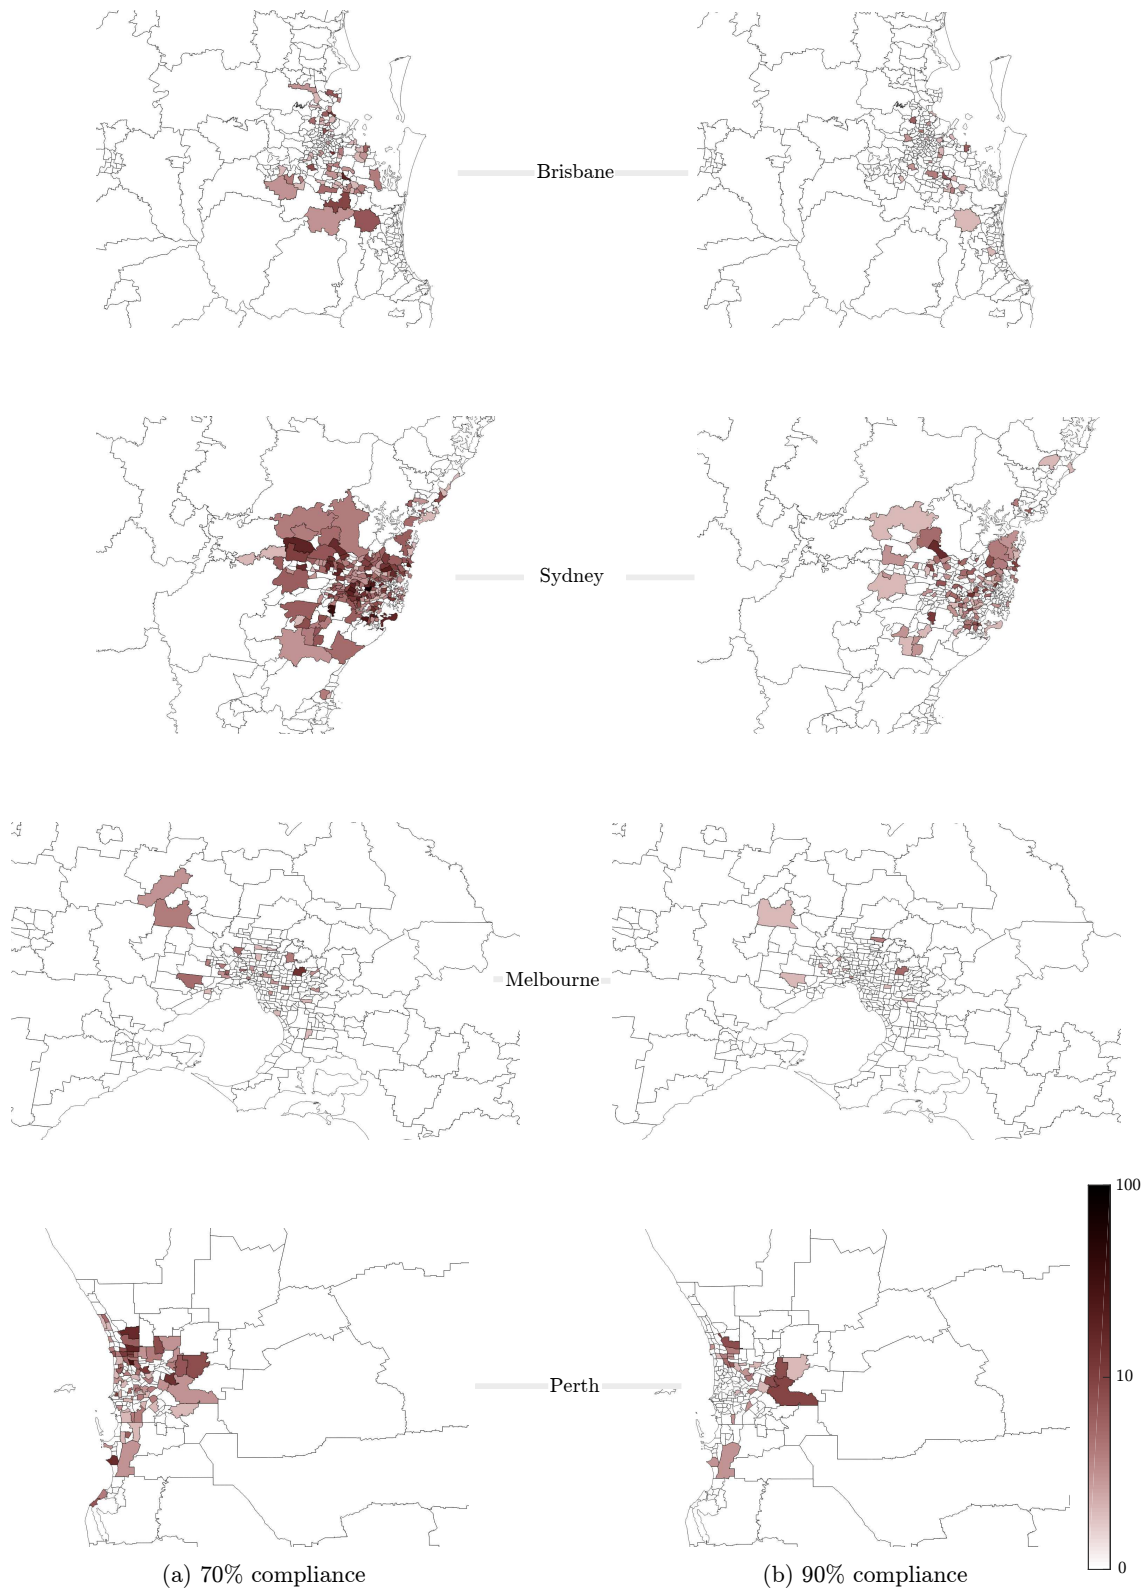 Brisbane
Sydney
Melbourne
100
Perth
10
0
(a) 70% compliance
(b) 90% compliance